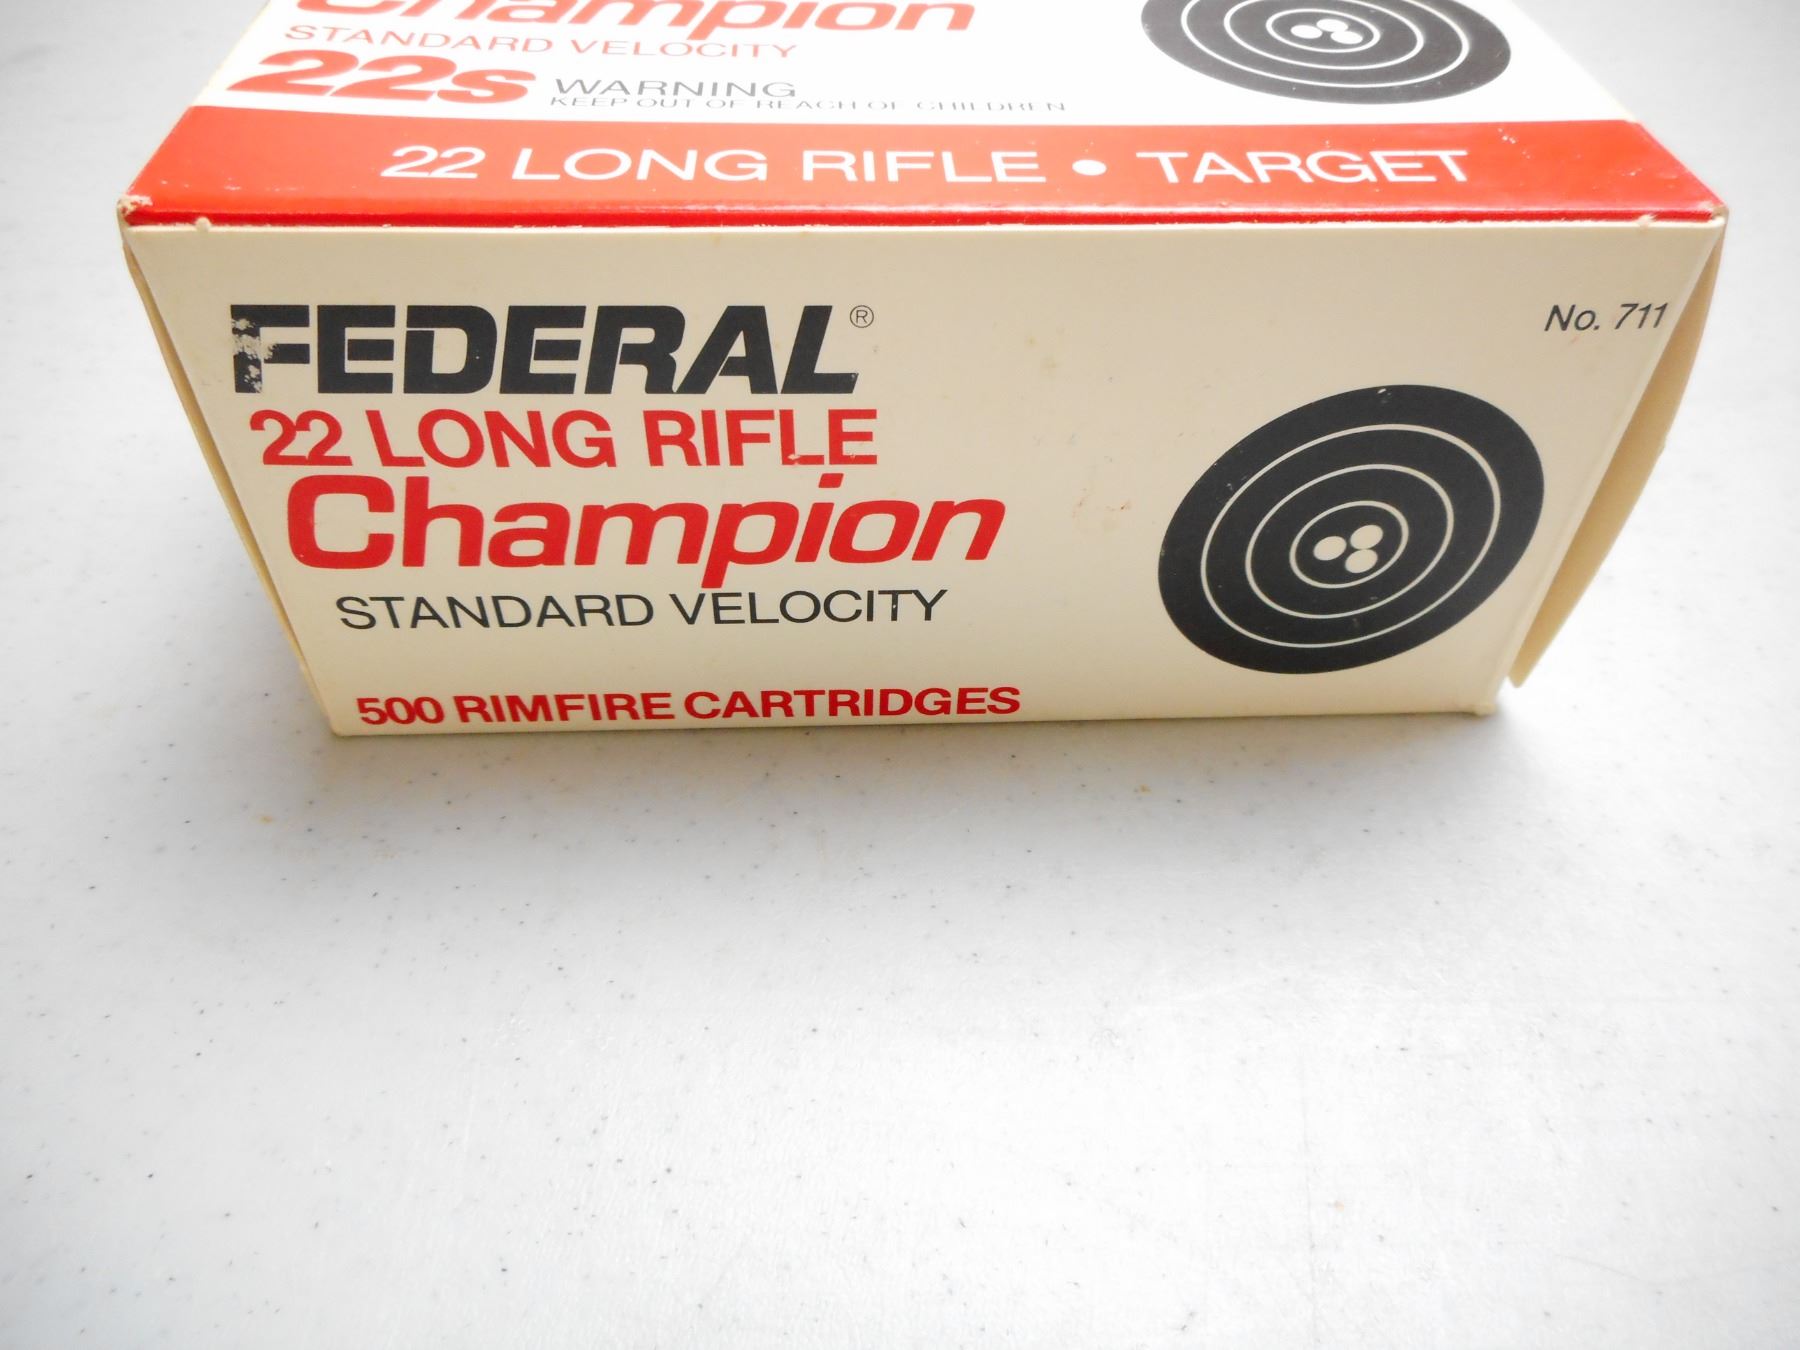 Champion
STANDARD VELOCITY
22s WARNING
KEEP OUT OF REACH OF CHILDREN
22 LONG RIFLE • TARGET
FEDERAL®
No. 711
22 LONG RIFLE
Champion
STANDARD VELOCITY
500 RIMFIRE CARTRIDGES